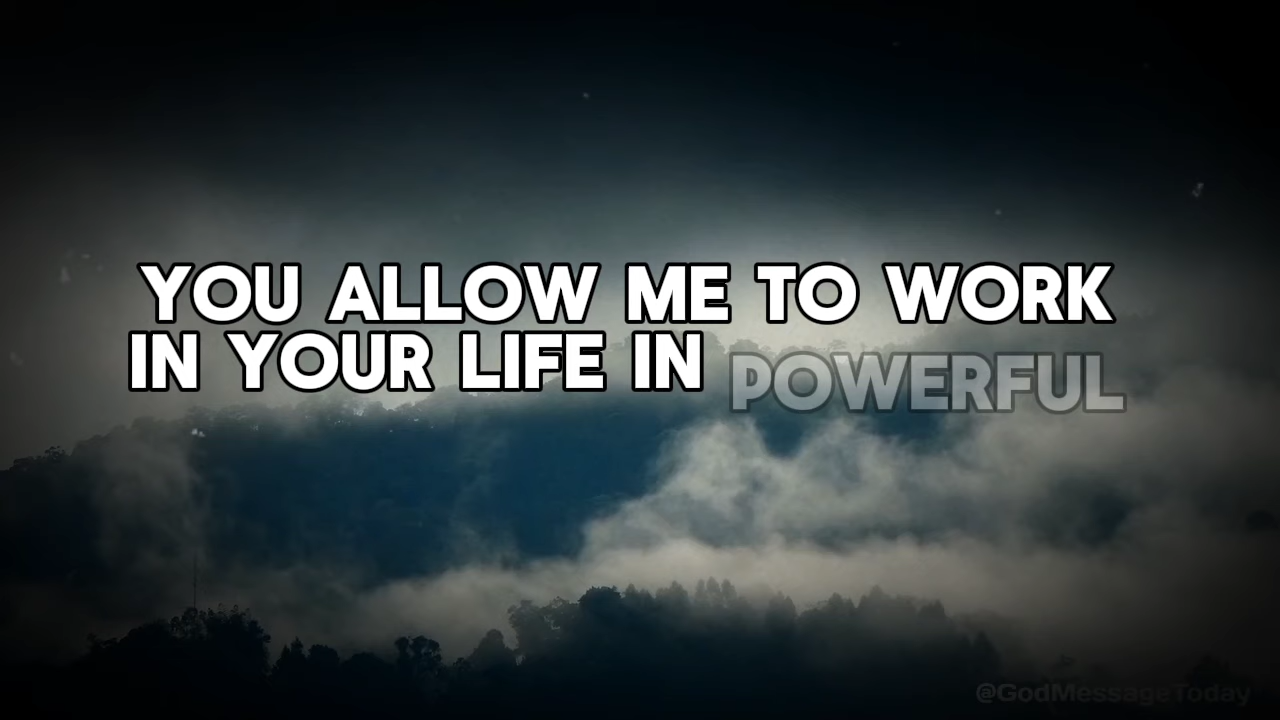 YOU ALLOW ME TO WORK
IN YOUR LIFE IN POWERFUL
@GodMessageToday